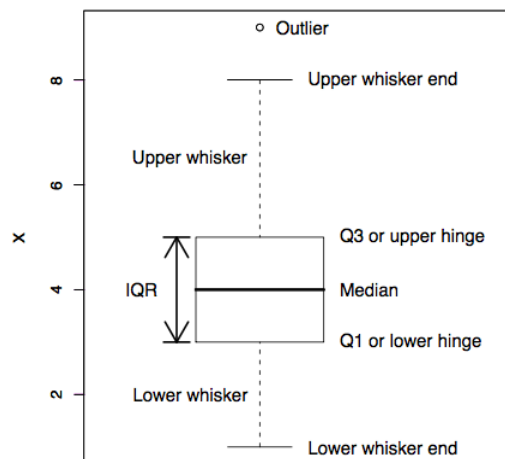 Outlier
8
Upper whisker end
Upper whisker
6
Q3 or upper hinge
X
IQR
4
Median
Q1 or lower hinge
2
Lower whisker
Lower whisker end